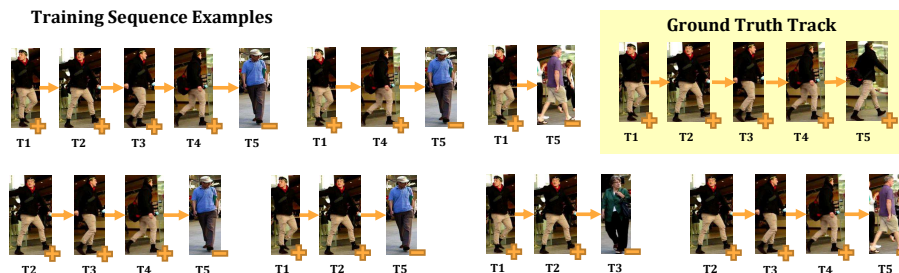 Training Sequence Examples
Ground Truth Track
T1 T2 T3 T4 T5
T1 T4 T5
T1 T5
T1 T2 T3 T4 T5
T2 T3 T4 T5
T1 T2 T5
T1 T2 T3
T2 T3 T4 T5